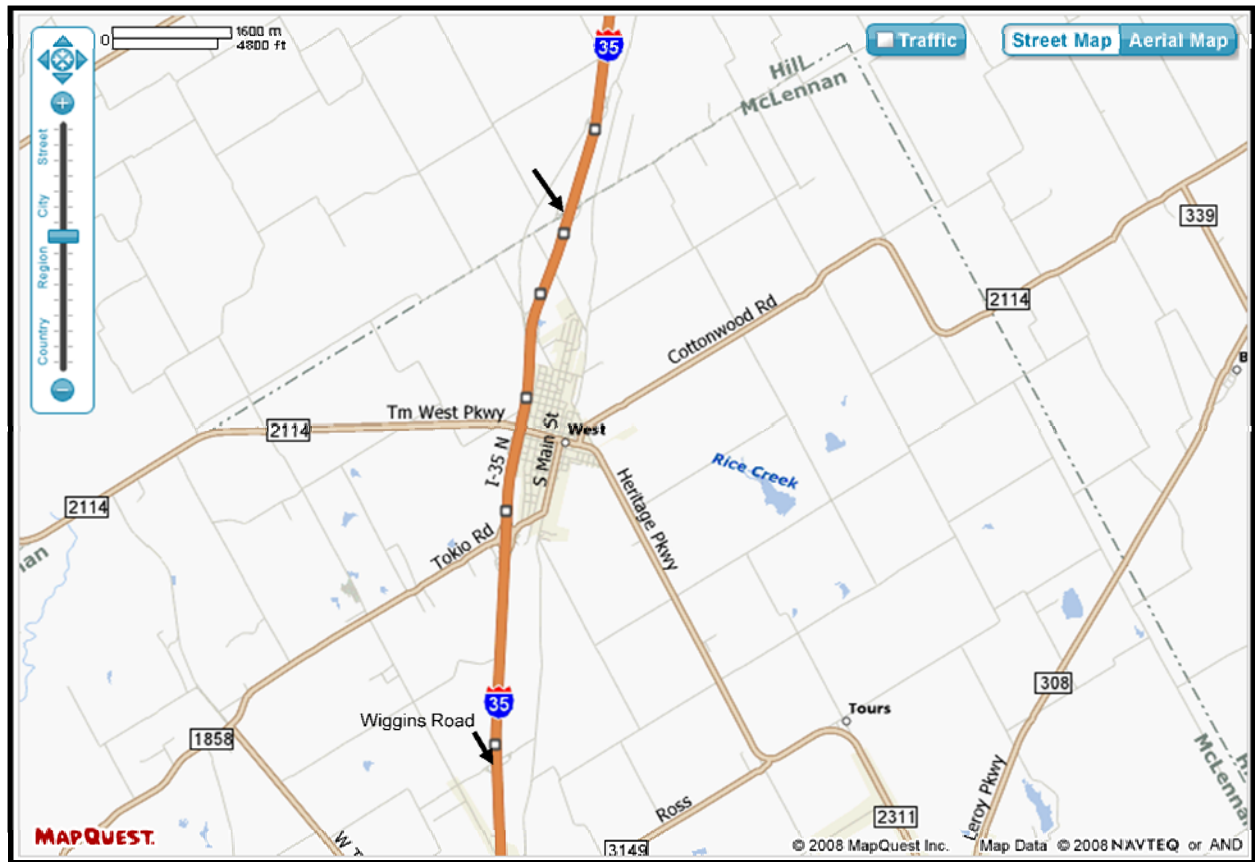 0
1600 m
4800 ft
35
Traffic
Street Map
Aerial Map
Hill
McLennan
Street
City
Region
Country
339
2114
Cottonwood Rd
Tm West Pkwy
2114
West
I-35 N
S Main St
Rice Creek
2114
Heritage Pkwy
Tokio Rd
308
35
Wiggins Road
Tours
1858
McLennan
Leroy Pkwy
Ross
2311
MAPQUEST.
3149
© 2008 MapQuest Inc.
Map Data © 2008 NAVTEQ or AND